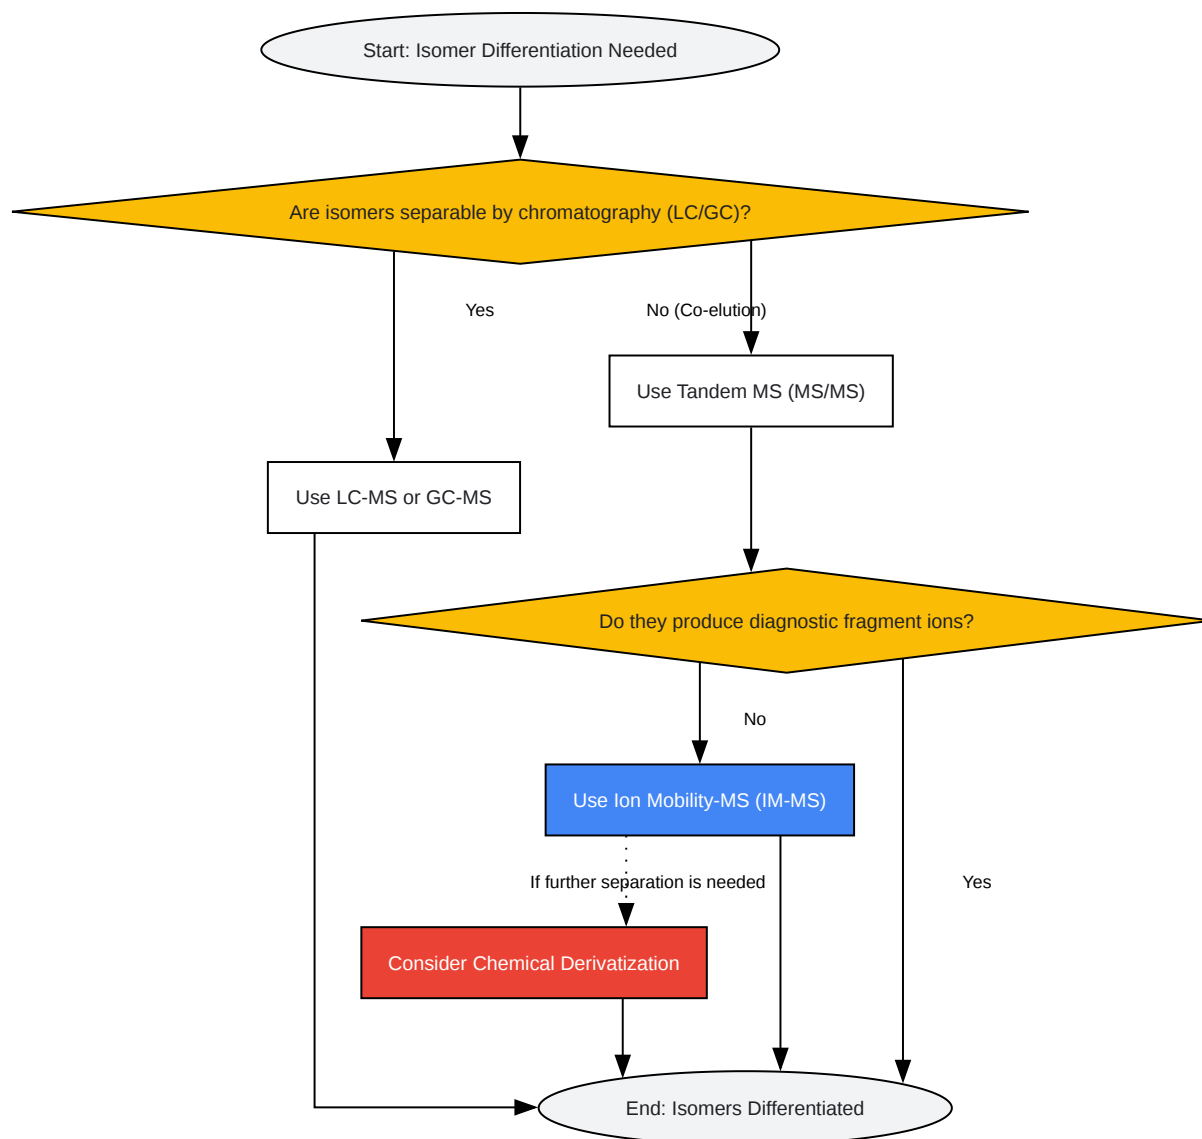 Start: Isomer Differentiation Needed
Are isomers separable by chromatography (LC/GC)?
Yes
No (Co-elution)
Use Tandem MS (MS/MS)
Use LC-MS or GC-MS
Do they produce diagnostic fragment ions?
No
Use Ion Mobility-MS (IM-MS)
If further separation is needed
Yes
Consider Chemical Derivatization
End: Isomers Differentiated